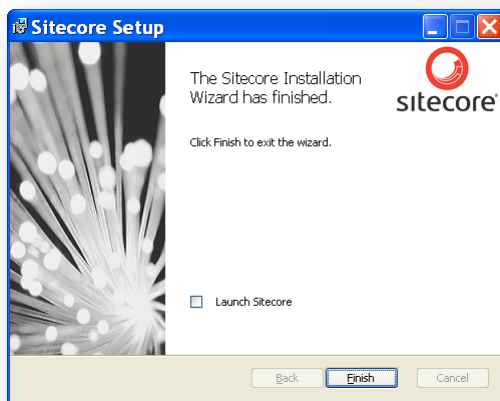 Sitecore Setup
The Sitecore Installation
Wizard has finished.
sitecore
Click Finish to exit the wizard.
Launch Sitecore
Back
Finish
Cancel